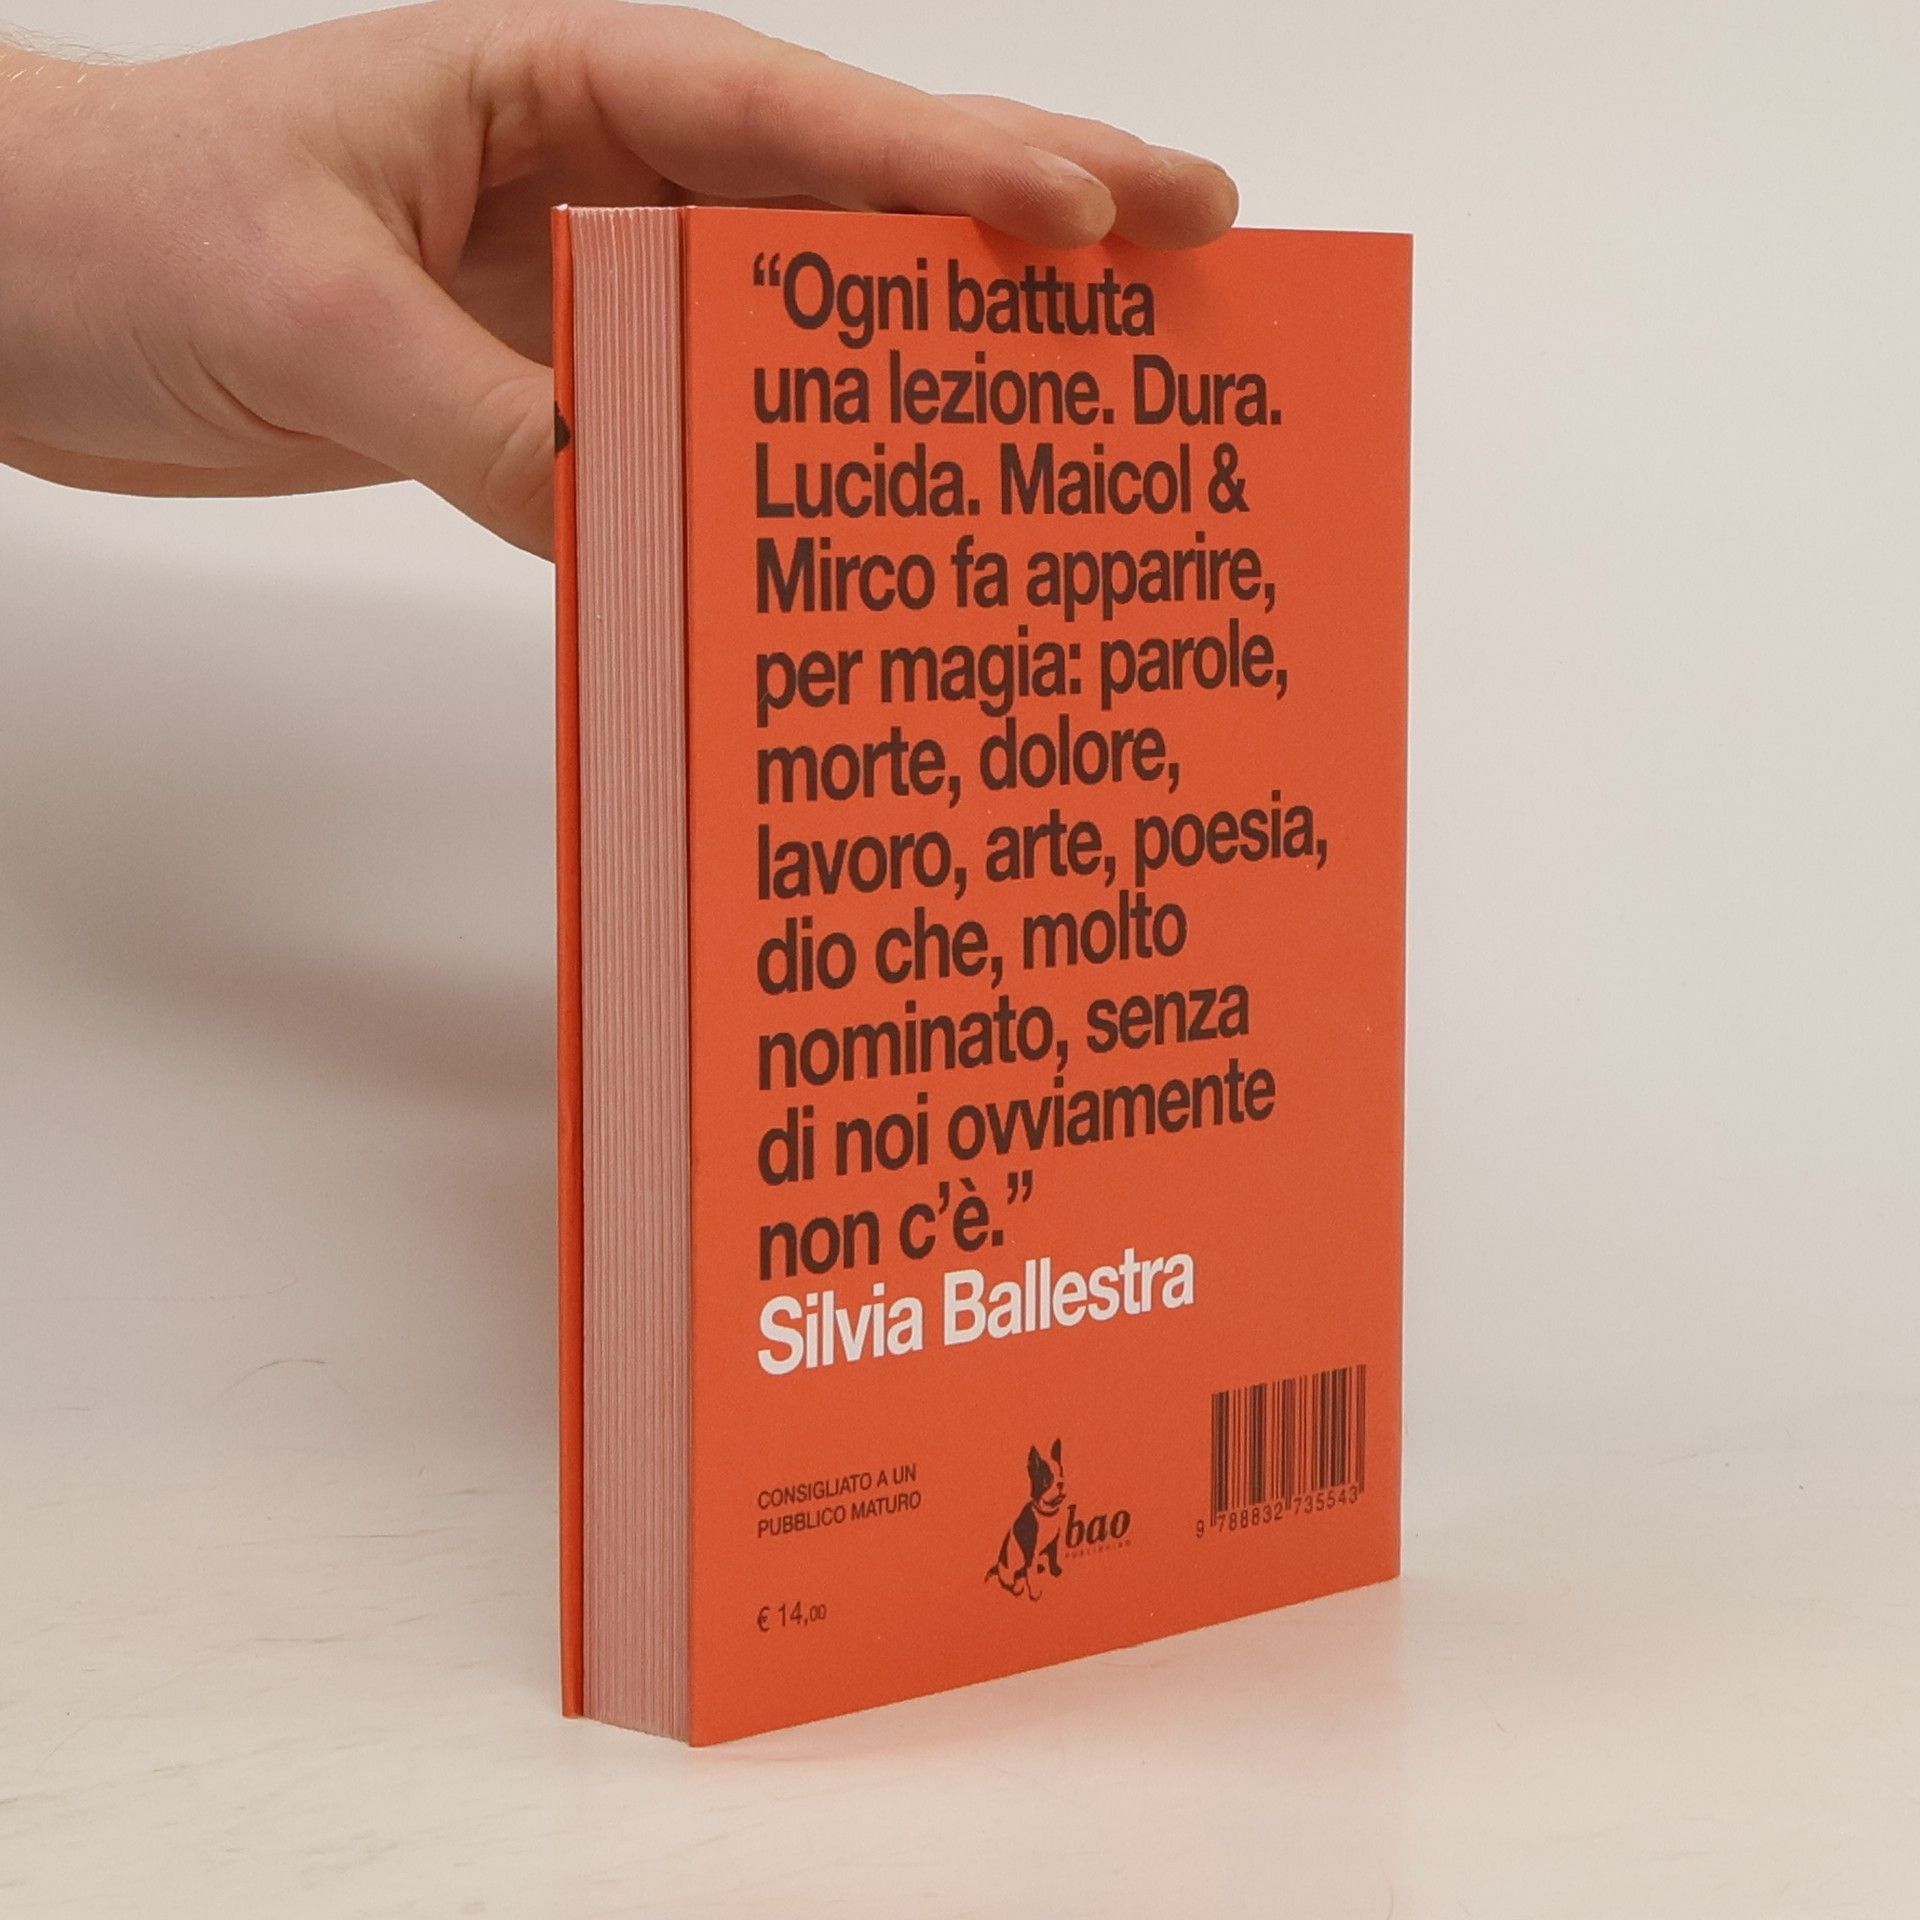 “Ogni battuta
una lezione. Dura.
Lucida. Maicol &
Mirco fa apparire,
per magia: parole,
morte, dolore,
lavoro, arte, poesia,
dio che, molto
nominato, senza
di noi ovviamente
non c’è.”
Silvia Ballestra
CONSIGLIATO A UN
PUBBLICO MATURO
bao
PUBLISHING
9 788832 735543
€ 14,00